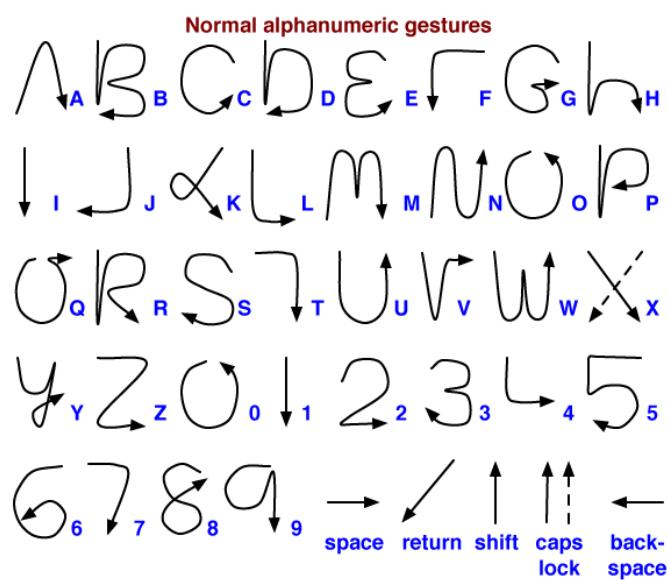 Normal alphanumeric gestures
A B C D E F G H
I J K L M N O P
Q R S T U V W X
Y Z 0 1 2 3 4 5
6 7 8 9 space return shift caps lock back-space